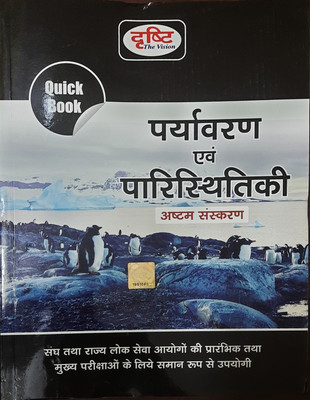 दृष्टि
The Vision
Quick
Book
पर्यावरण
एवं
पारिस्थितिकी
अष्टम संस्करण
संघ तथा राज्य लोक सेवा आयोगों की प्रारंभिक तथा
मुख्य परीक्षाओं के लिये समान रूप से उपयोगी